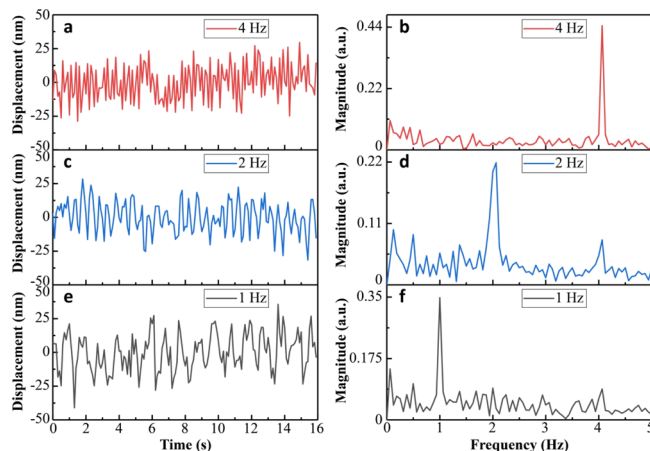 a
4 Hz
Displacement (nm)
50
25
0
-25
-50
b
4 Hz
Magnitude (a.u.)
0.44
0.22
0
c
2 Hz
Displacement (nm)
50
25
0
-25
-50
d
2 Hz
Magnitude (a.u.)
0.22
0.11
0
e
1 Hz
Displacement (nm)
50
25
0
-25
-50
0 2 4 6 8 10 12 14 16
Time (s)
f
1 Hz
Magnitude (a.u.)
0.35
0.175
0
0 1 2 3 4 5
Frequency (Hz)